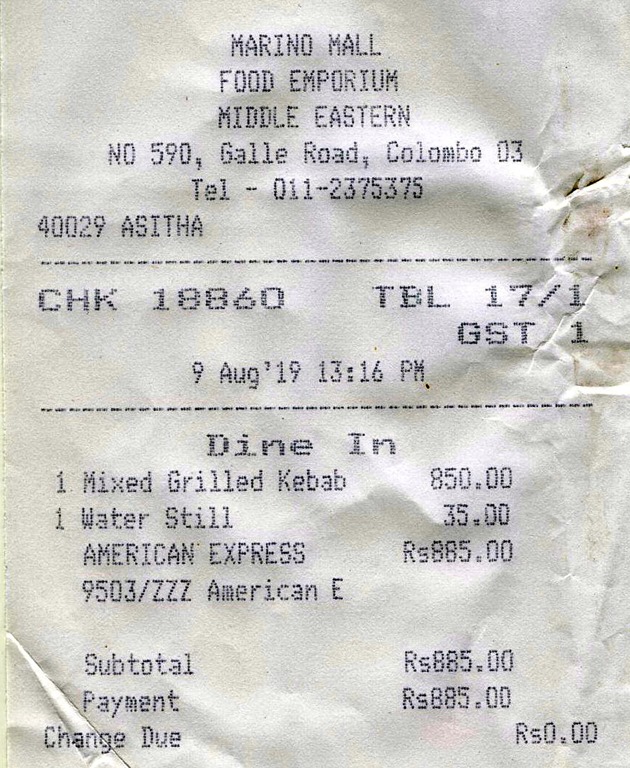 MARINO MALL
FOOD EMPORIUM
MIDDLE EASTERN
NO 590, Galle Road, Colombo 03
Tel - 011-2375375
40029 ASITHA
CHK 18860 TBL 17/1
GST 1
9 Aug'19 13:16 PM
Dine In
1 Mixed Grilled Kebab 850.00
1 Water Still 35.00
AMERICAN EXPRESS Rs885.00
9503/ZZZ American E
Subtotal Rs885.00
Payment Rs885.00
Change Due Rs0.00